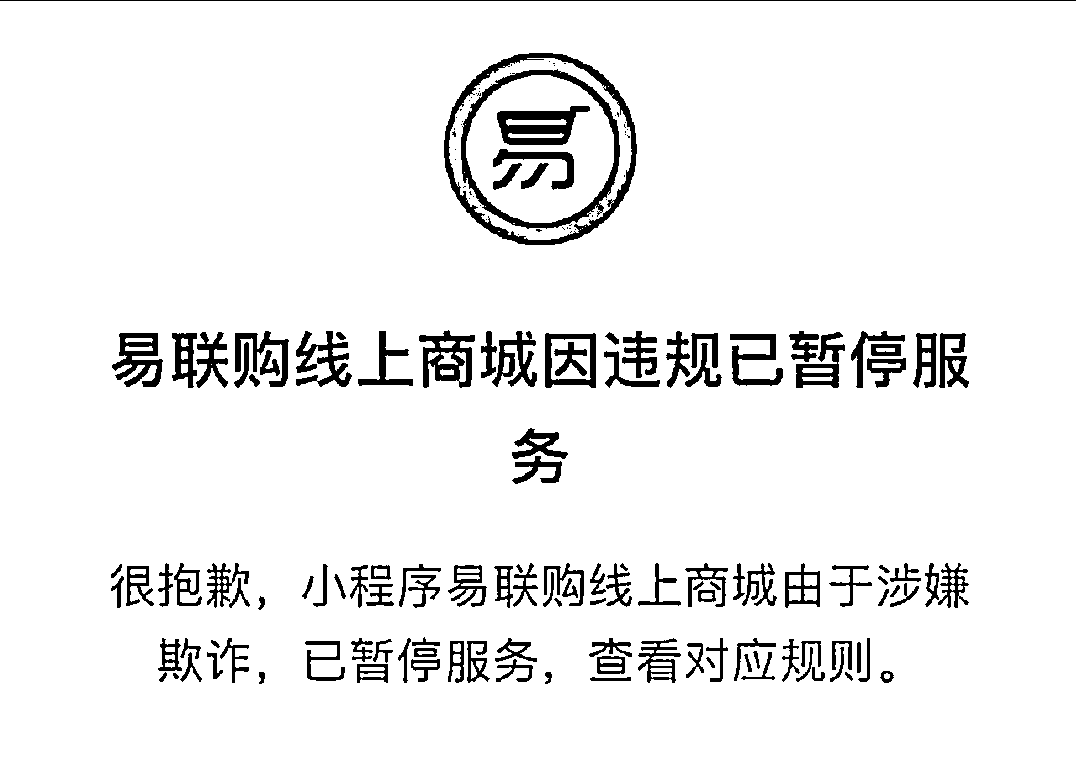 易
易联购线上商城因违规已暂停服
务
很抱歉，小程序易联购线上商城由于涉嫌
欺诈，已暂停服务，查看对应规则。